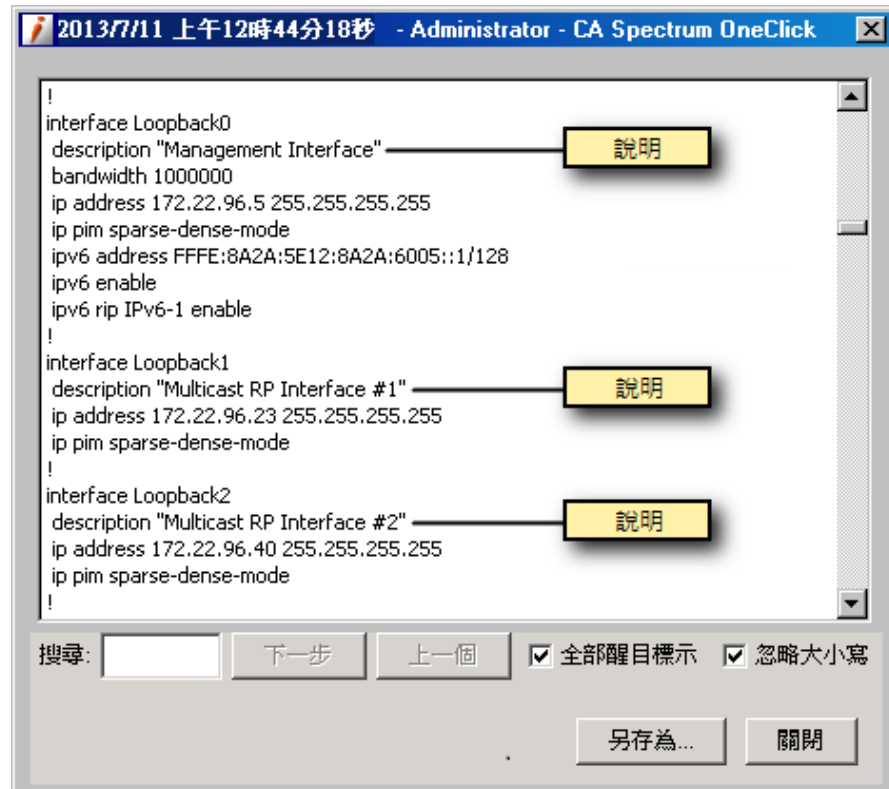 2013/7/11 上午12時44分18秒 - Administrator - CA Spectrum OneClick
!
interface Loopback0
description "Management Interface" 說明
bandwidth 1000000
ip address 172.22.96.5 255.255.255.255
ip pim sparse-dense-mode
ipv6 address FFFE:8A2A:5E12:8A2A:6005::1/128
ipv6 enable
ipv6 rip IPv6-1 enable
!
interface Loopback1
description "Multicast RP Interface #1" 說明
ip address 172.22.96.23 255.255.255.255
ip pim sparse-dense-mode
!
interface Loopback2
description "Multicast RP Interface #2" 說明
ip address 172.22.96.40 255.255.255.255
ip pim sparse-dense-mode
!
搜尋: 下一步 上一個 全部醒目標示 忽略大小寫
另存為... 關閉